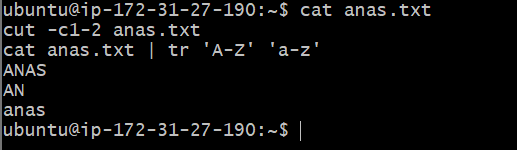 ubuntu@ip-172-31-27-190:~$ cat anas.txt
cut -c1-2 anas.txt
cat anas.txt | tr 'A-Z' 'a-z'
ANAS
AN
anas
ubuntu@ip-172-31-27-190:~$